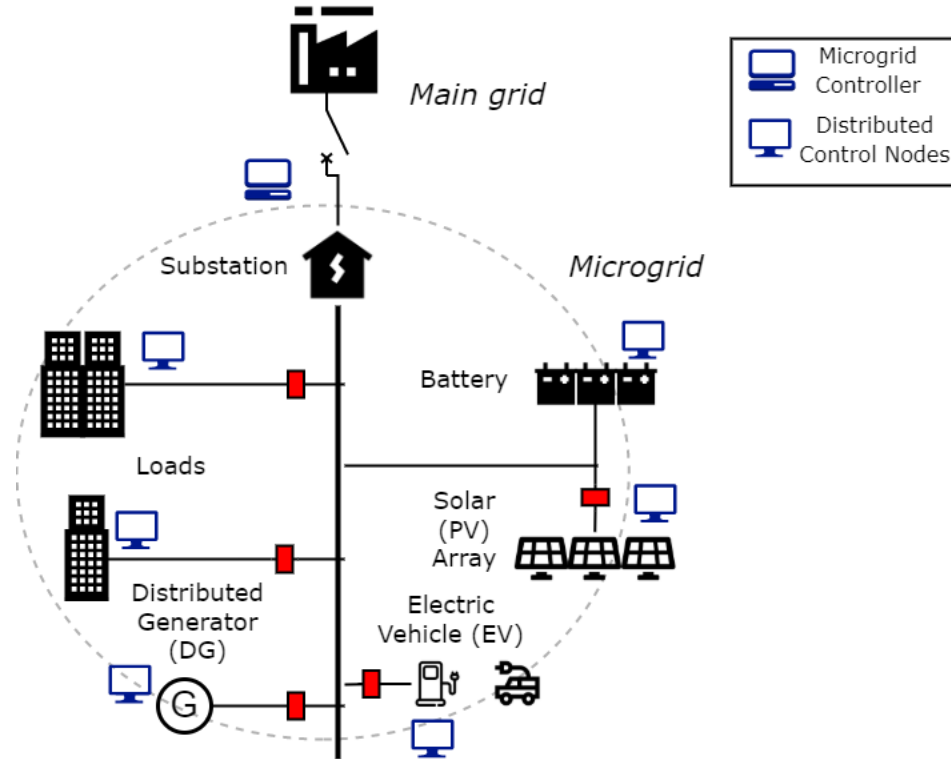 Main grid
Microgrid
Controller
Distributed
Control Nodes
Substation
Microgrid
Battery
Loads
Solar
(PV)
Array
Distributed
Generator
(DG)
Electric
Vehicle (EV)
G